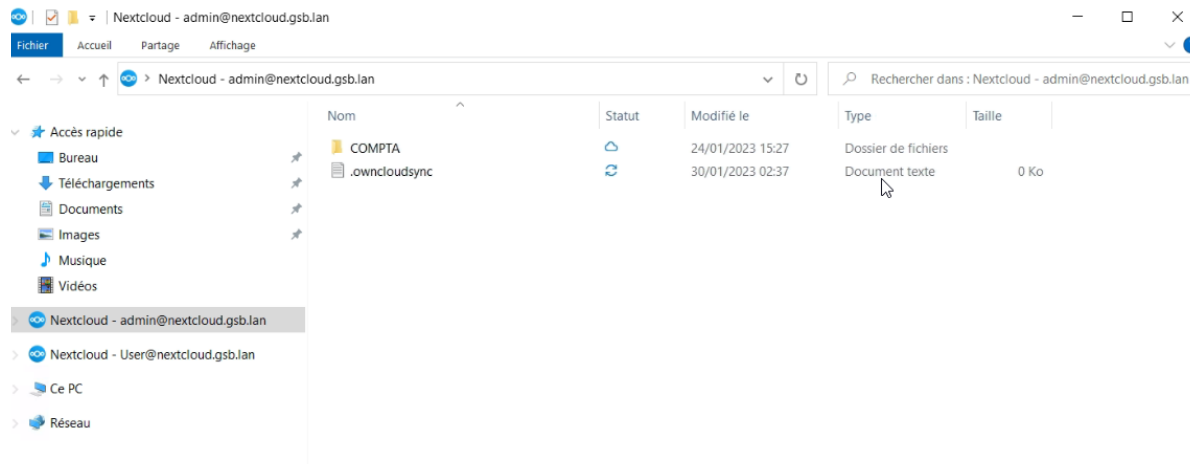 Nextcloud - admin@nextcloud.gsb.lan
Fichier Accueil Partage Affichage
Nextcloud - admin@nextcloud.gsb.lan
Rechercher dans : Nextcloud - admin@nextcloud.gsb.lan
Nom Statut Modifié le Type Taille
Accès rapide
Bureau
Téléchargements
Documents
Images
Musique
Vidéos
Nextcloud - admin@nextcloud.gsb.lan
Nextcloud - User@nextcloud.gsb.lan
Ce PC
Réseau
COMPTA 24/01/2023 15:27 Dossier de fichiers
.owncloudsync 30/01/2023 02:37 Document texte 0 Ko